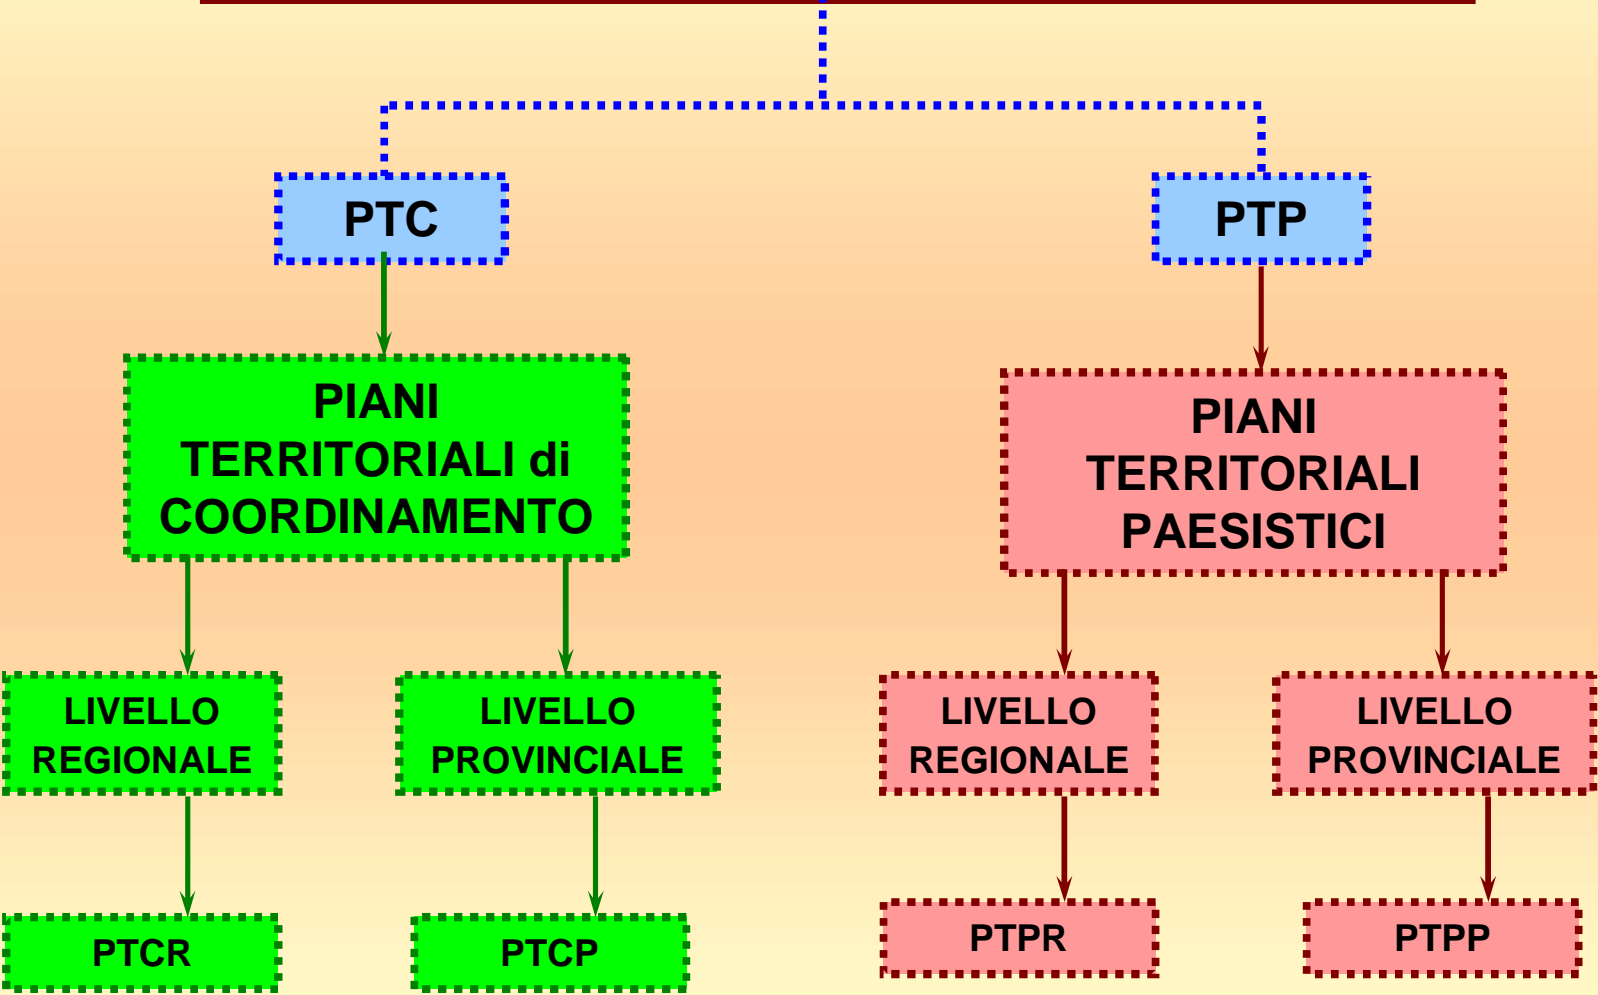 PTC
PTP
PIANI
TERRITORIALI di
COORDINAMENTO
PIANI
TERRITORIALI
PAESISTICI
LIVELLO
REGIONALE
LIVELLO
PROVINCIALE
LIVELLO
REGIONALE
LIVELLO
PROVINCIALE
PTCR
PTCP
PTPR
PTPP